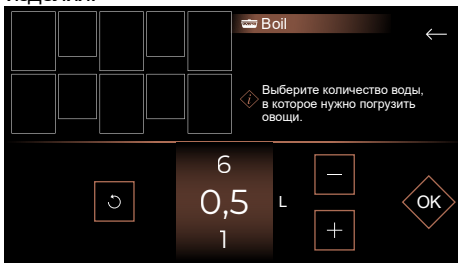 Boil
Выберите количество воды,
в которое нужно погрузить
овощи.
6
0,5 L
1
OK